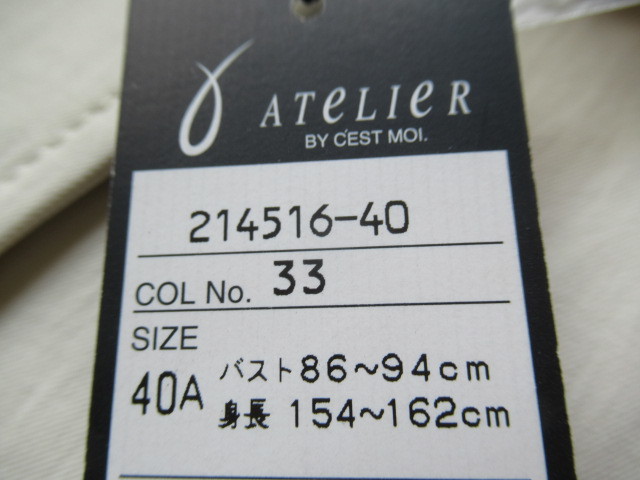 ATELIER
BY C'EST MOI.
214516-40
COL No. 33
SIZE
40A バスト86~94cm
身長 154~162cm